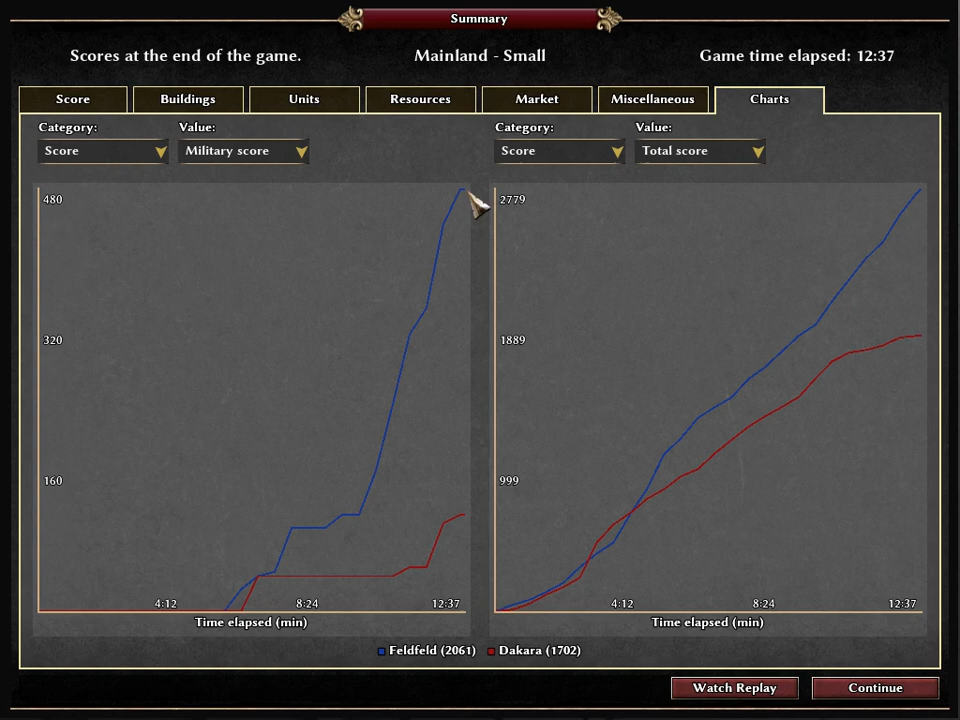 Summary
Scores at the end of the game.
Mainland - Small
Game time elapsed: 12:37
Score
Buildings
Units
Resources
Market
Miscellaneous
Charts
Category:
Value:
Score
Military score
Category:
Value:
Score
Total score
480
320
160
4:12
8:24
12:37
Time elapsed (min)
2779
1889
999
4:12
8:24
12:37
Time elapsed (min)
Feldfeld (2061)
Dakara (1702)
Watch Replay
Continue